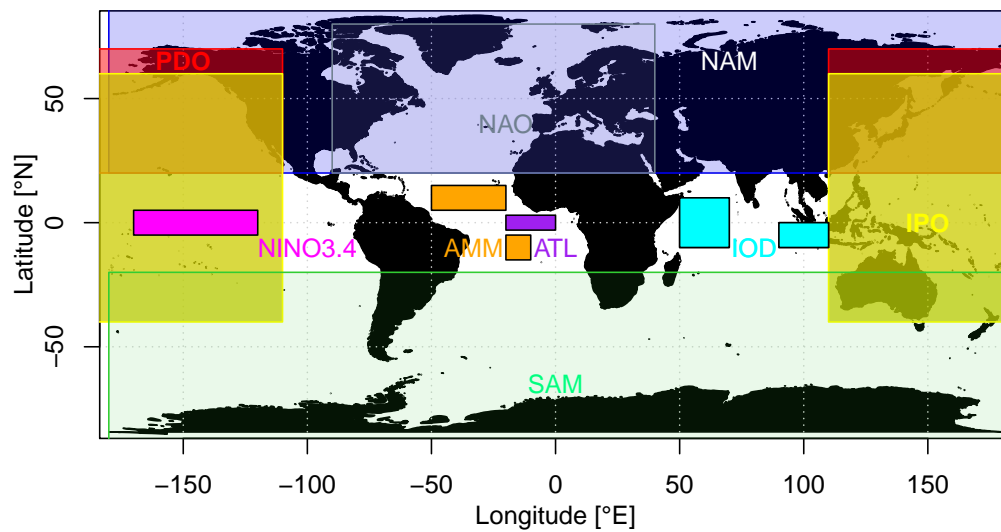 PDO
NAM
50
NAO
0
IPO
NINO3.4
AMM
ATL
IOD
−50
SAM
Latitude [°N]
−150
−100
−50
0
50
100
150
Longitude [°E]